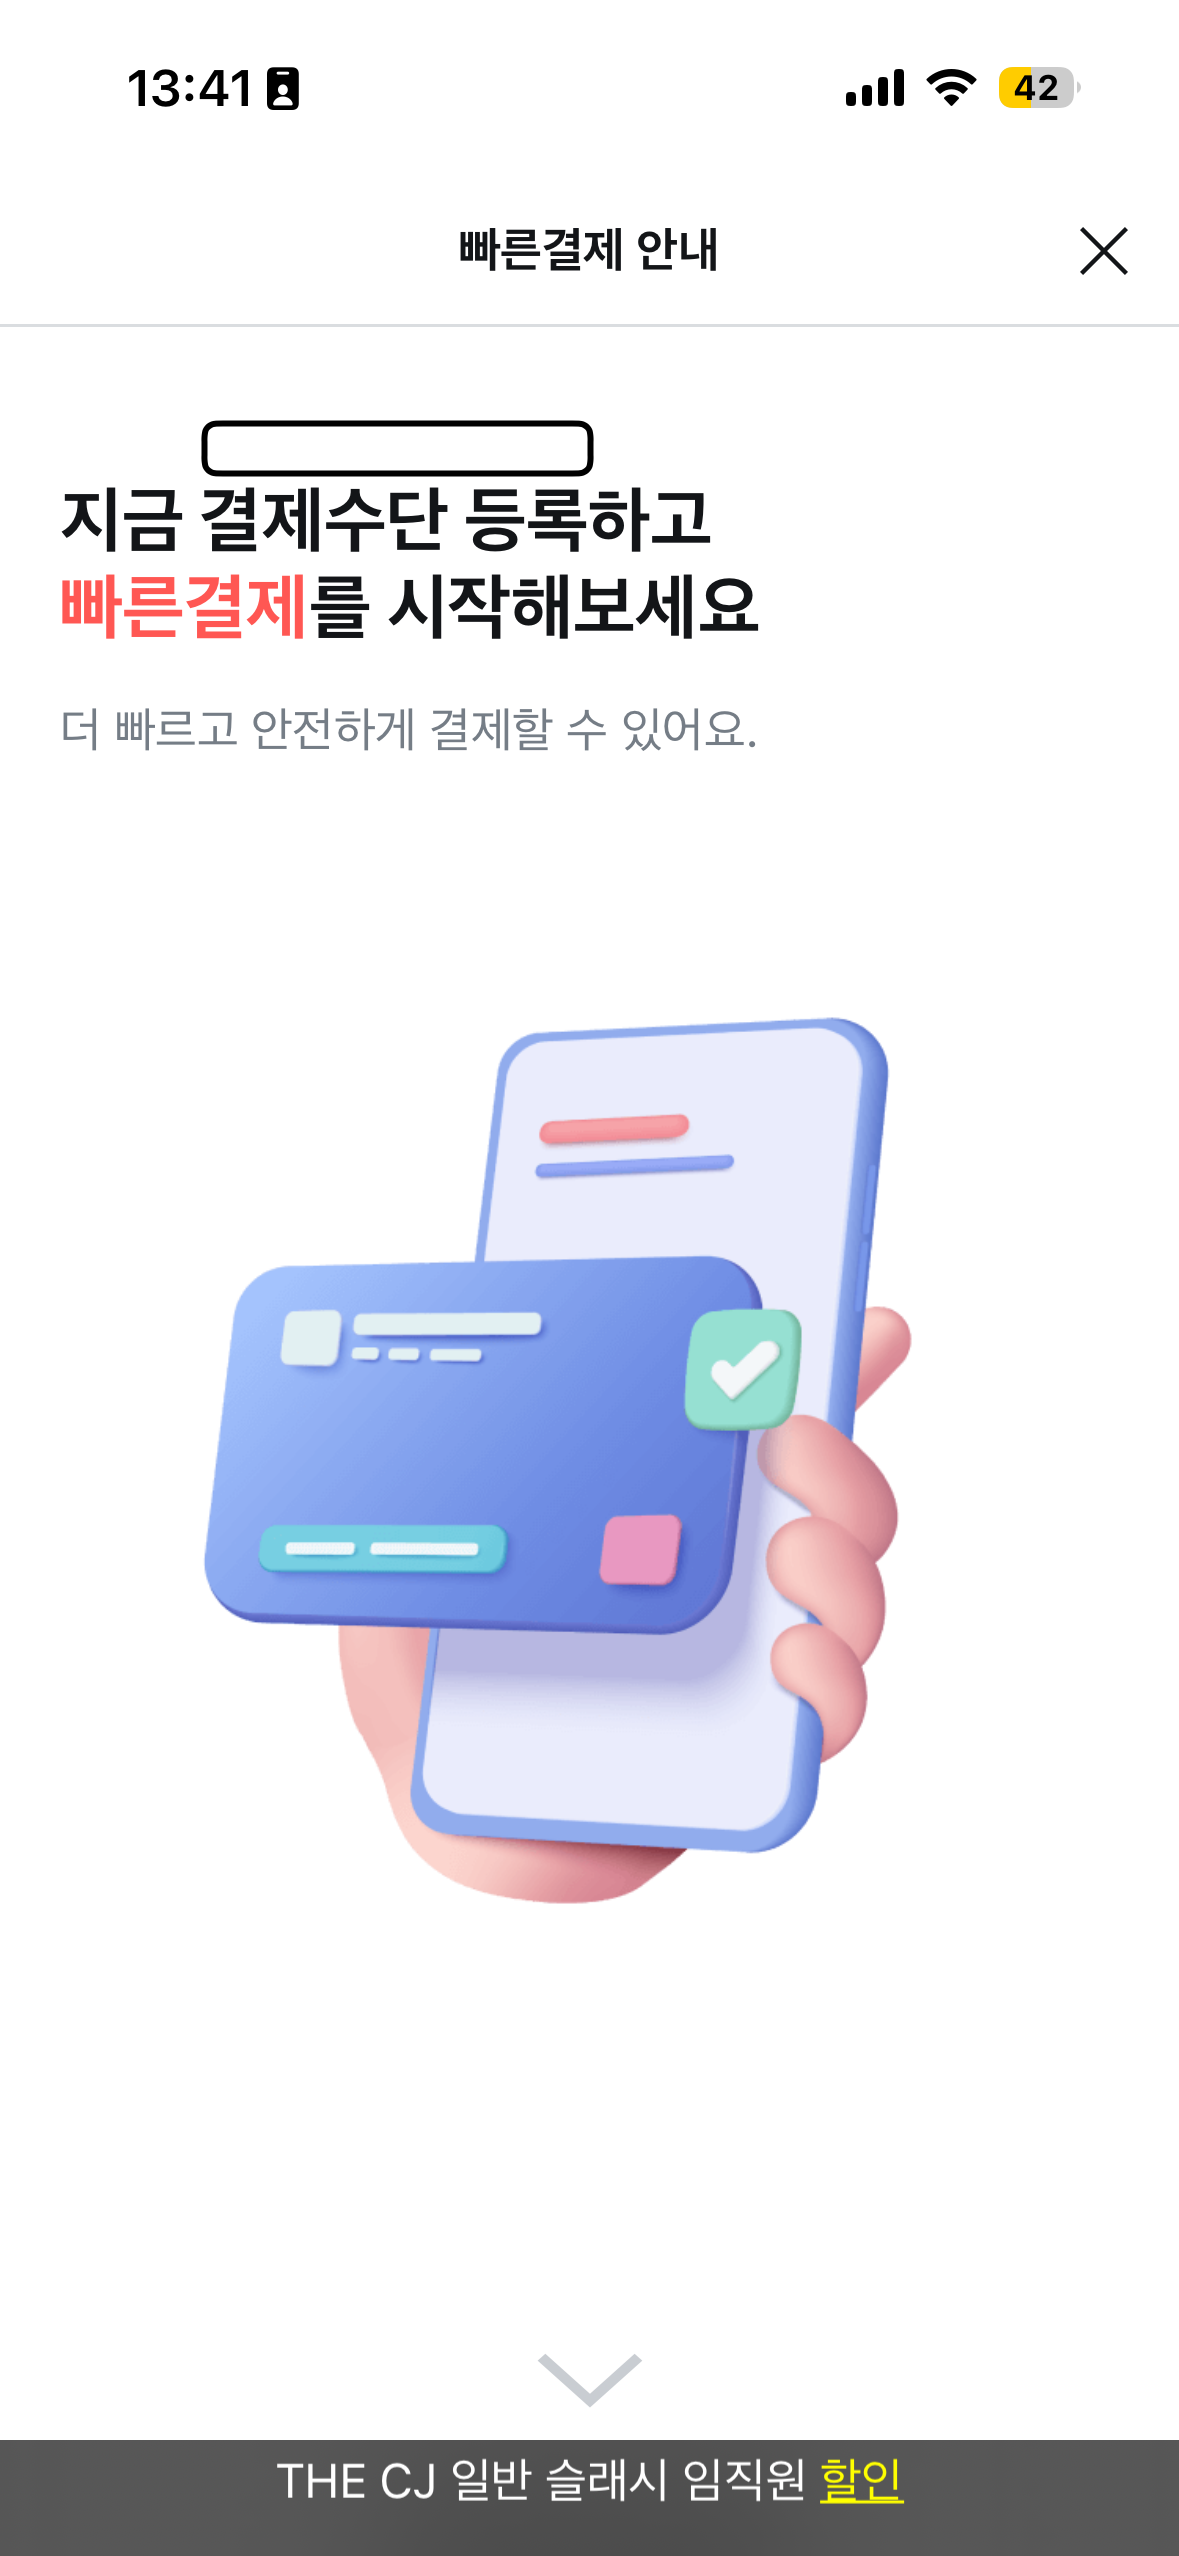 13:41
42
빠른결제 안내
지금 결제수단 등록하고
빠른결제를 시작해보세요
더 빠르고 안전하게 결제할 수 있어요.
THE CJ 일반 슬래시 임직원 할인